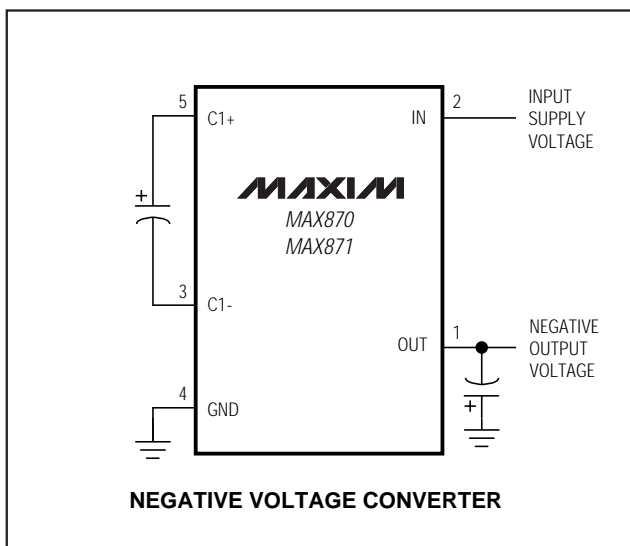 5
C1+
IN
2
INPUT
SUPPLY
VOLTAGE
+
MAXIM
MAX870
MAX871
3
C1-
OUT
1
NEGATIVE
OUTPUT
VOLTAGE
4
GND
+
NEGATIVE VOLTAGE CONVERTER